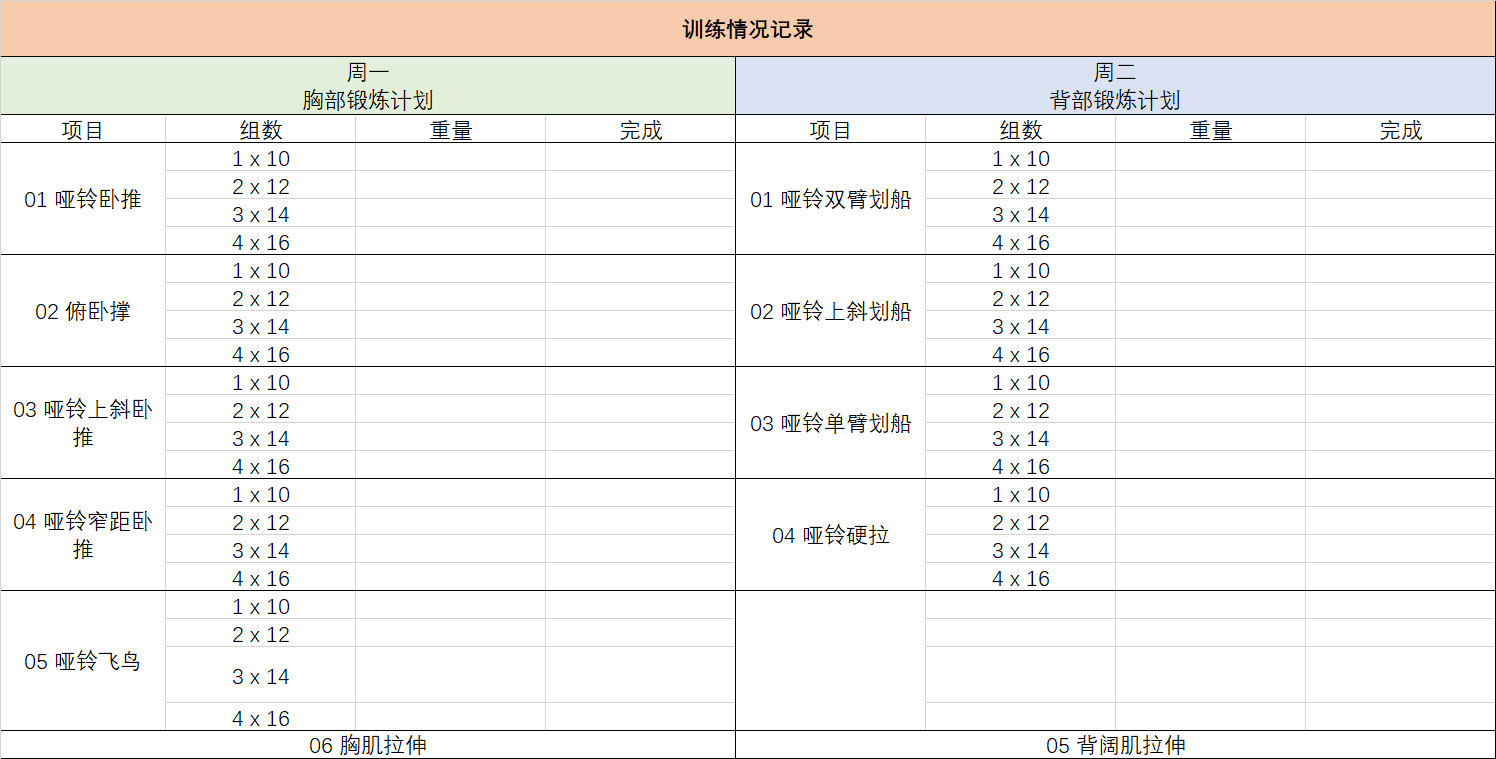 训练情况记录
周一
胸部锻炼计划
周二
背部锻炼计划
项目 组数 重量 完成 项目 组数 重量 完成
01 哑铃卧推
1 x 10
2 x 12
3 x 14
4 x 16
01 哑铃双臂划船
1 x 10
2 x 12
3 x 14
4 x 16
02 俯卧撑
1 x 10
2 x 12
3 x 14
4 x 16
02 哑铃上斜划船
1 x 10
2 x 12
3 x 14
4 x 16
03 哑铃上斜卧
推
1 x 10
2 x 12
3 x 14
4 x 16
03 哑铃单臂划船
1 x 10
2 x 12
3 x 14
4 x 16
04 哑铃窄距卧
推
1 x 10
2 x 12
3 x 14
4 x 16
04 哑铃硬拉
1 x 10
2 x 12
3 x 14
4 x 16
05 哑铃飞鸟
1 x 10
2 x 12
3 x 14
4 x 16
06 胸肌拉伸
05 背阔肌拉伸